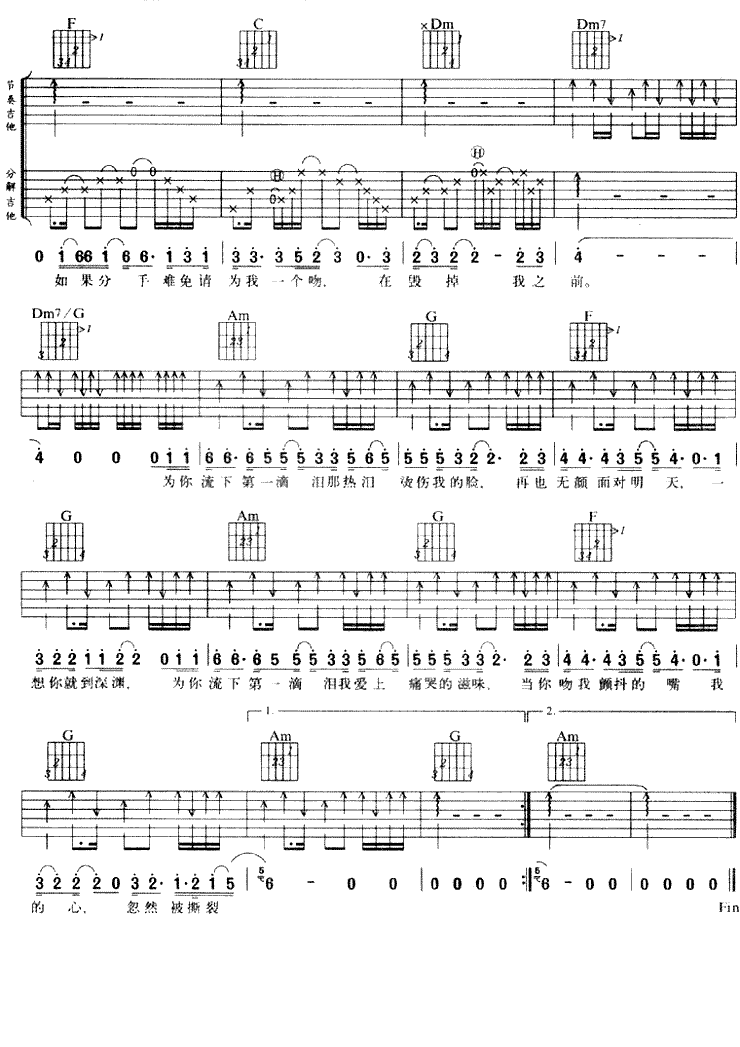 F C ×Dm Dm7
节奏吉他
分解吉他
H H
0 1 6 6 1 6 6· 1 3 1 3 3· 3 5 2 3 0· 3 2 3 2 2 - 2 3 4 - - -
如果分 手 难免请 为我 一个吻, 在 毁 掉 我之 前。
Dm7/G Am G F
4 0 0 0 1 1 6 6· 6 5 5 5 3 3 5 6 5 5 5 5 3 2 2· 2 3 4 4· 4 3 5 5 4· 0· 1
为你 流下 第一滴 泪那热泪 烫伤我的脸, 再也 无颜 面对明 天, 一
G Am G F
3 2 2 1 1 2 2 0 1 1 6 6· 6 5 5 5 3 3 5 6 5 5 5 5 3 3 2· 2 3 4 4· 4 3 5 5 4· 0· 1
想你就到深渊, 为你 流下 第一滴 泪我爱上 痛哭的滋味, 当你 吻我 颤抖的 嘴 我
1. 2.
G Am G Am
3 2 2 2 0 3 2· 1· 2 1 5 5 6 - 0 0 0 0 0 0 5 6 - 0 0 0 0 0 0
的 心, 忽然 被撕裂 Fin